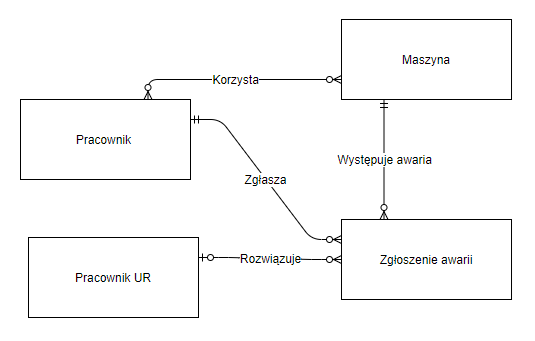 Maszyna
Korzysta
Pracownik
Występuje awaria
Zgłasza
Pracownik UR
Rozwiązuje
Zgłoszenie awarii